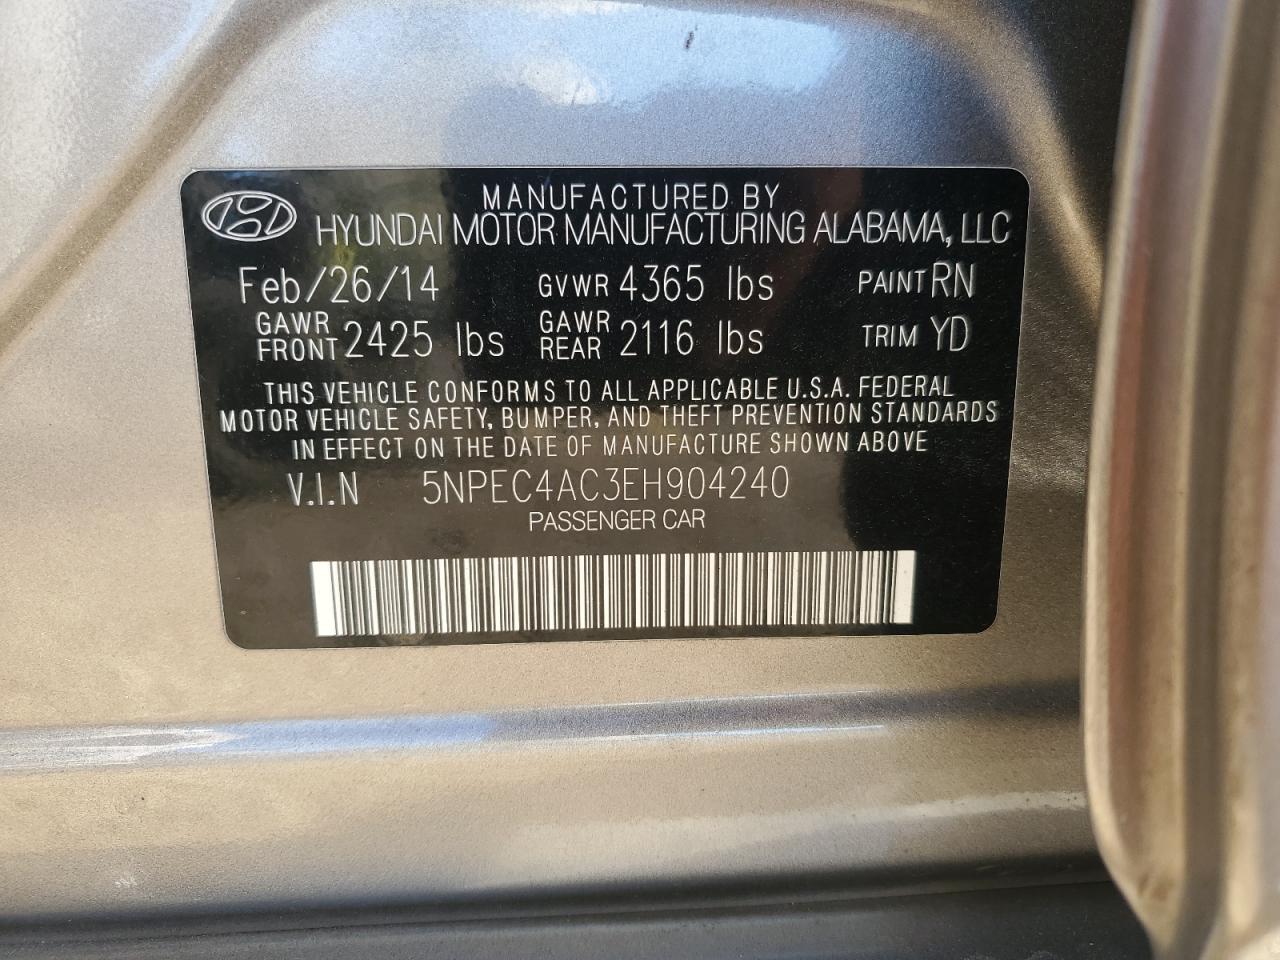 MANUFACTURED BY
HYUNDAI MOTOR MANUFACTURING ALABAMA, LLC
Feb/26/14 GVWR 4365 lbs PAINT RN
GAWR FRONT 2425 lbs GAWR REAR 2116 lbs TRIM YD
THIS VEHICLE CONFORMS TO ALL APPLICABLE U.S.A. FEDERAL
MOTOR VEHICLE SAFETY, BUMPER, AND THEFT PREVENTION STANDARDS
IN EFFECT ON THE DATE OF MANUFACTURE SHOWN ABOVE
V.I.N 5NPEC4AC3EH904240
PASSENGER CAR